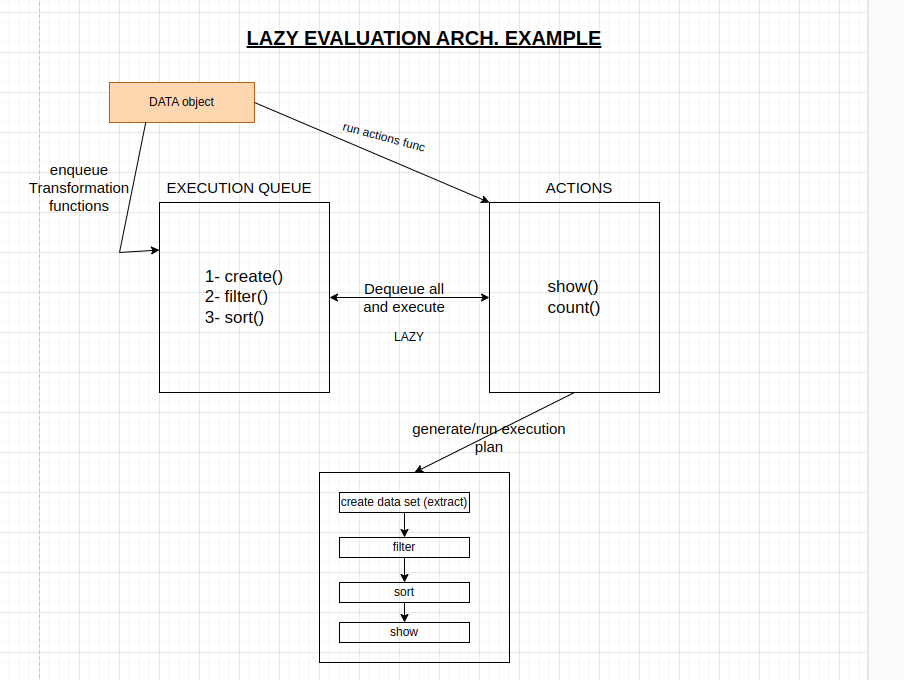 LAZY EVALUATION ARCH. EXAMPLE
DATA object
run actions func
enqueue
Transformation
functions
EXECUTION QUEUE
ACTIONS
1- create()
2- filter()
3- sort()
Dequeue all
and execute
LAZY
show()
count()
generate/run execution
plan
create data set (extract)
filter
sort
show